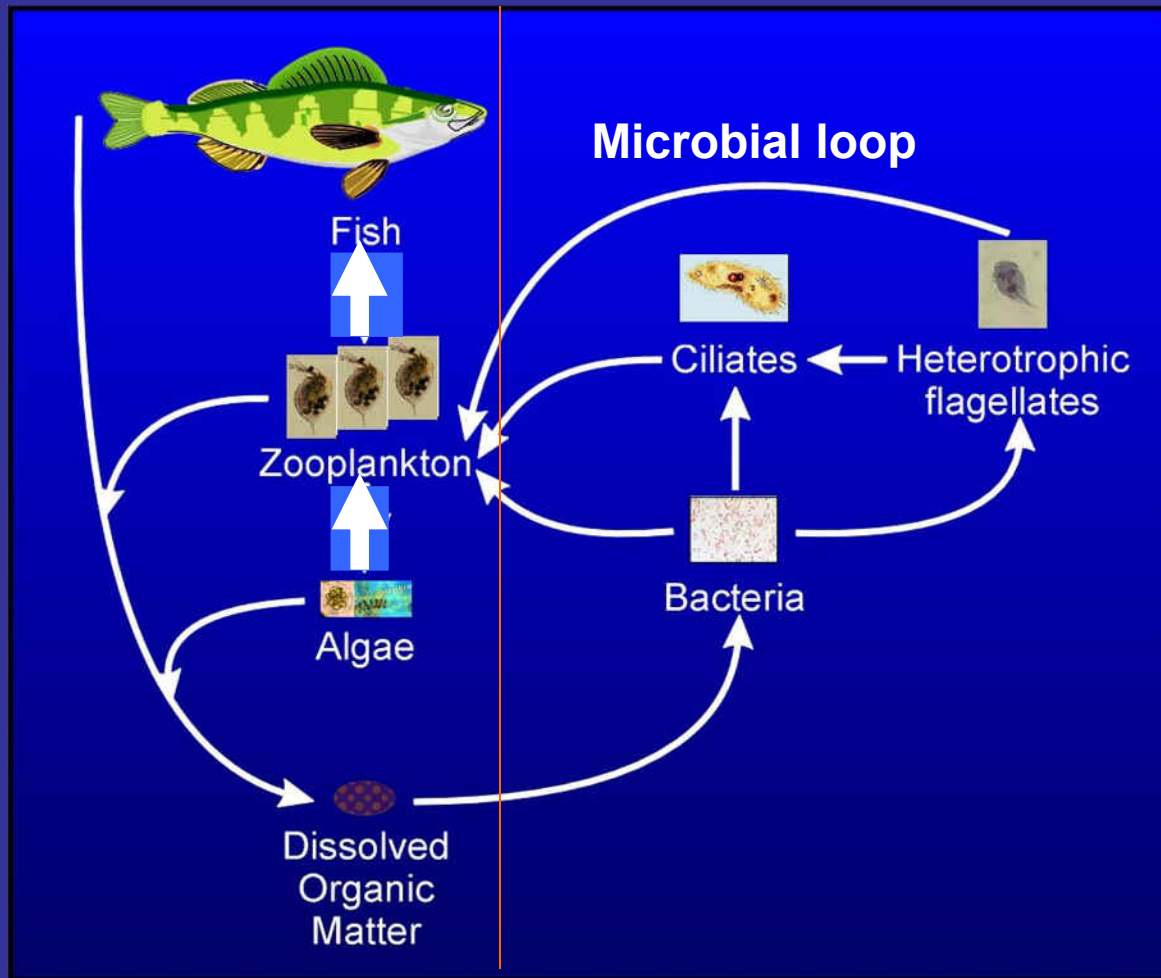 Microbial loop
Fish
Ciliates
Heterotrophic
flagellates
Zooplankton
Bacteria
Algae
Dissolved
Organic
Matter